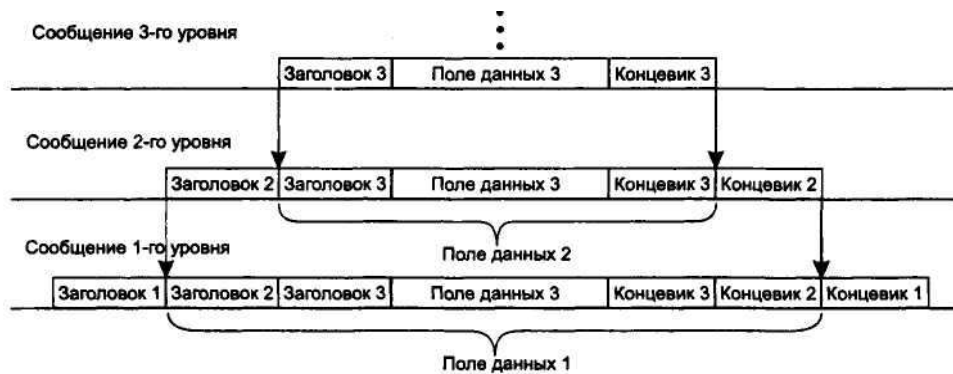 Сообщение 3-го уровня
Заголовок 3 Поле данных 3 Концевик 3
Сообщение 2-го уровня
Заголовок 2 Заголовок 3 Поле данных 3 Концевик 3 Концевик 2
Поле данных 2
Сообщение 1-го уровня
Заголовок 1 Заголовок 2 Заголовок 3 Поле данных 3 Концевик 3 Концевик 2 Концевик 1
Поле данных 1